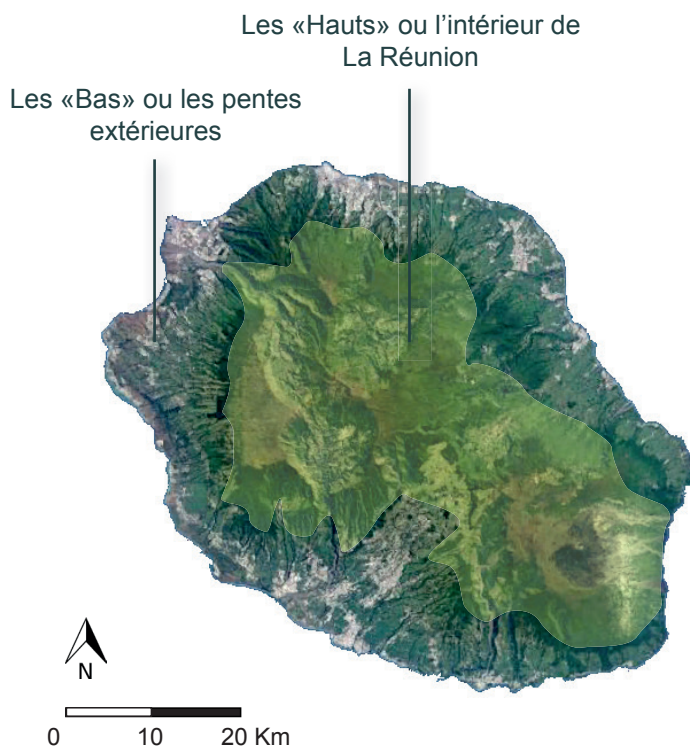 Les «Hauts» ou l’intérieur de
La Réunion
Les «Bas» ou les pentes
extérieures
N
0 10 20 Km